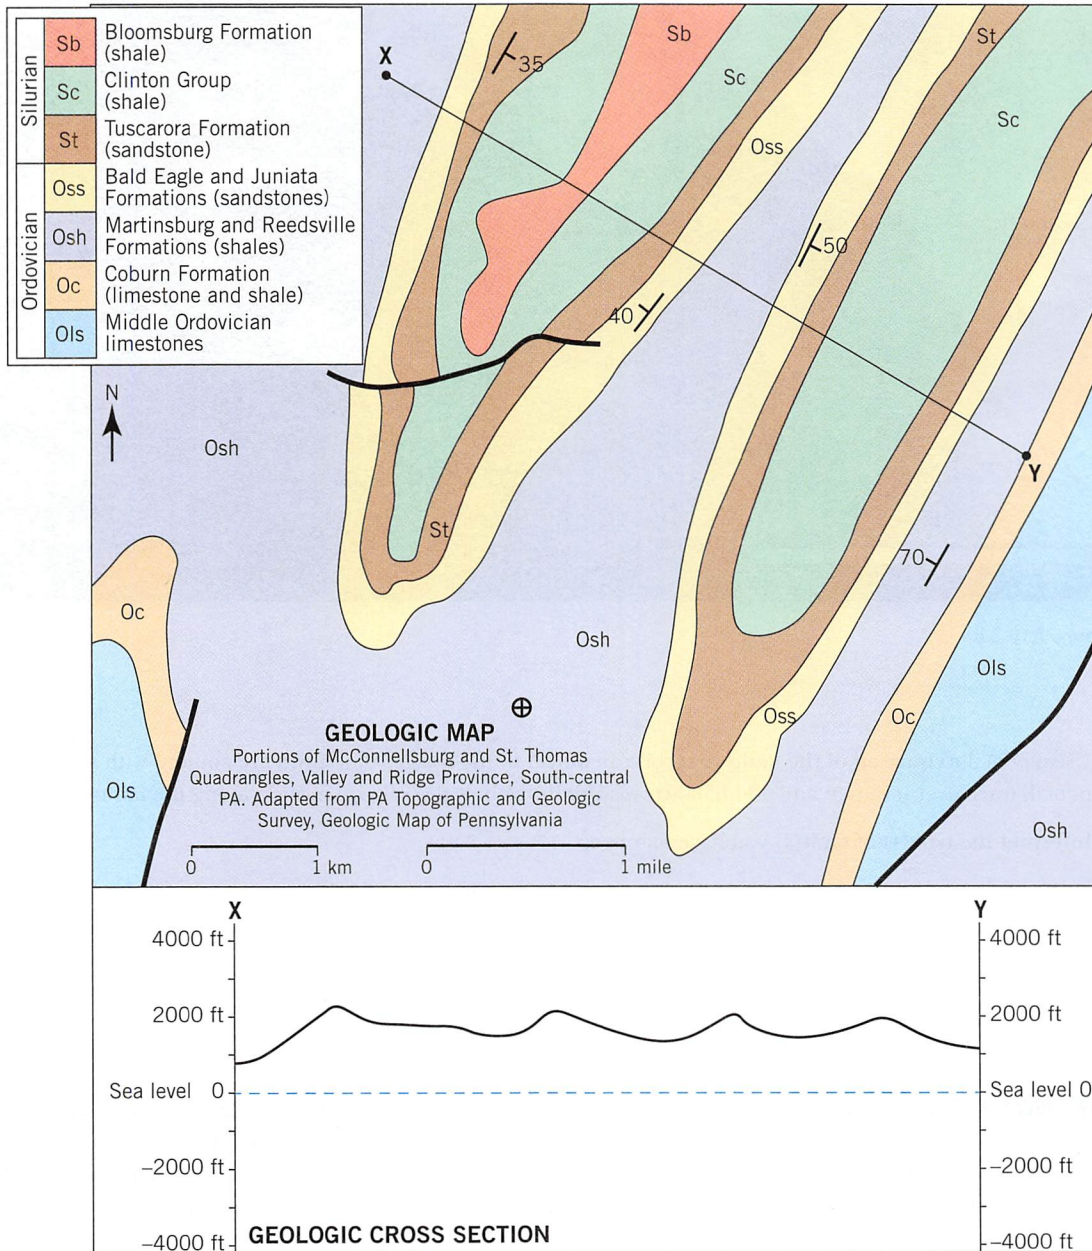 Silurian
Sb Bloomsburg Formation
(shale)
Sc Clinton Group
(shale)
St Tuscarora Formation
(sandstone)
Ordovician
Oss Bald Eagle and Juniata
Formations (sandstones)
Osh Martinsburg and Reedsville
Formations (shales)
Oc Coburn Formation
(limestone and shale)
Ols Middle Ordovician
limestones
X
35
Sb
St
Sc
Sc
Oss
50
40
N
Osh
Y
St
70
Oc
Osh
Ols
Oss
Oc
Ols
Osh
GEOLOGIC MAP
Portions of McConnellsburg and St. Thomas
Quadrangles, Valley and Ridge Province, South-central
PA. Adapted from PA Topographic and Geologic
Survey, Geologic Map of Pennsylvania
0 1 km 0 1 mile
X Y
4000 ft 4000 ft
2000 ft 2000 ft
Sea level 0 Sea level 0
–2000 ft –2000 ft
–4000 ft –4000 ft
GEOLOGIC CROSS SECTION